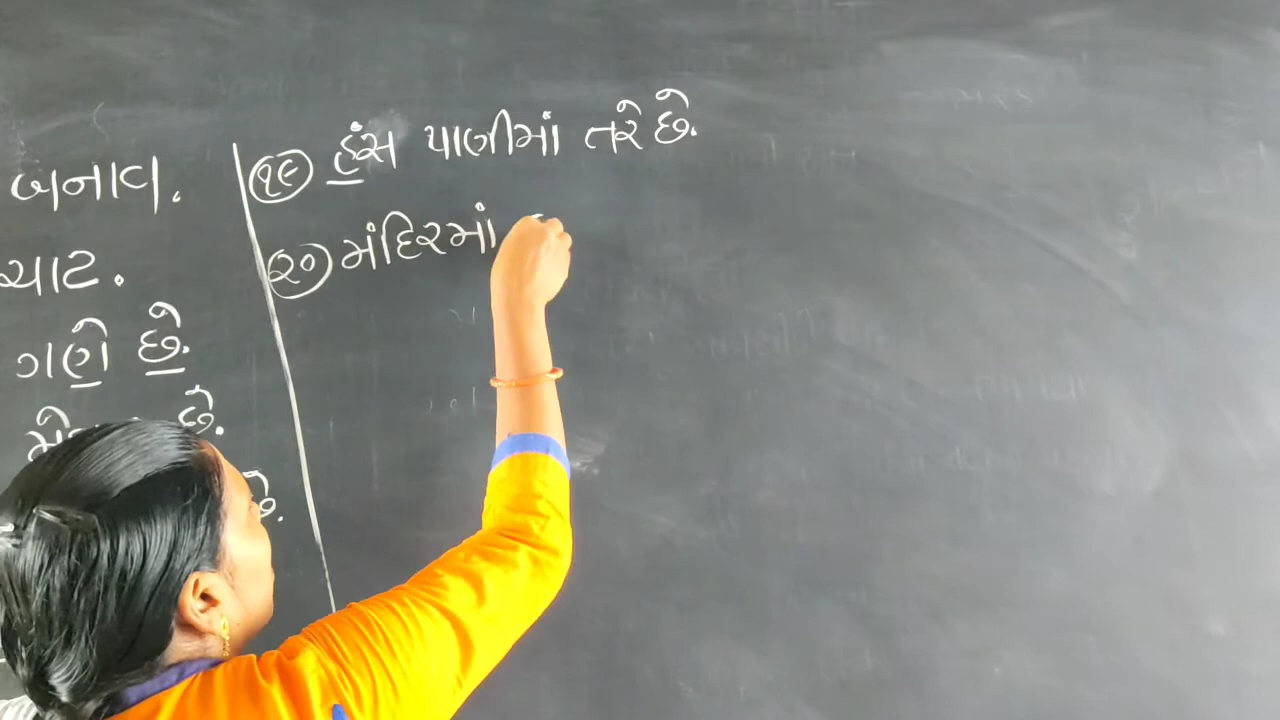 બનાવ.
ચાટ.
ગણે છે.
છે.
છે.
૧૯ હંસ પાણીમાં તરે છે.
૨૦ મંદિરમાં